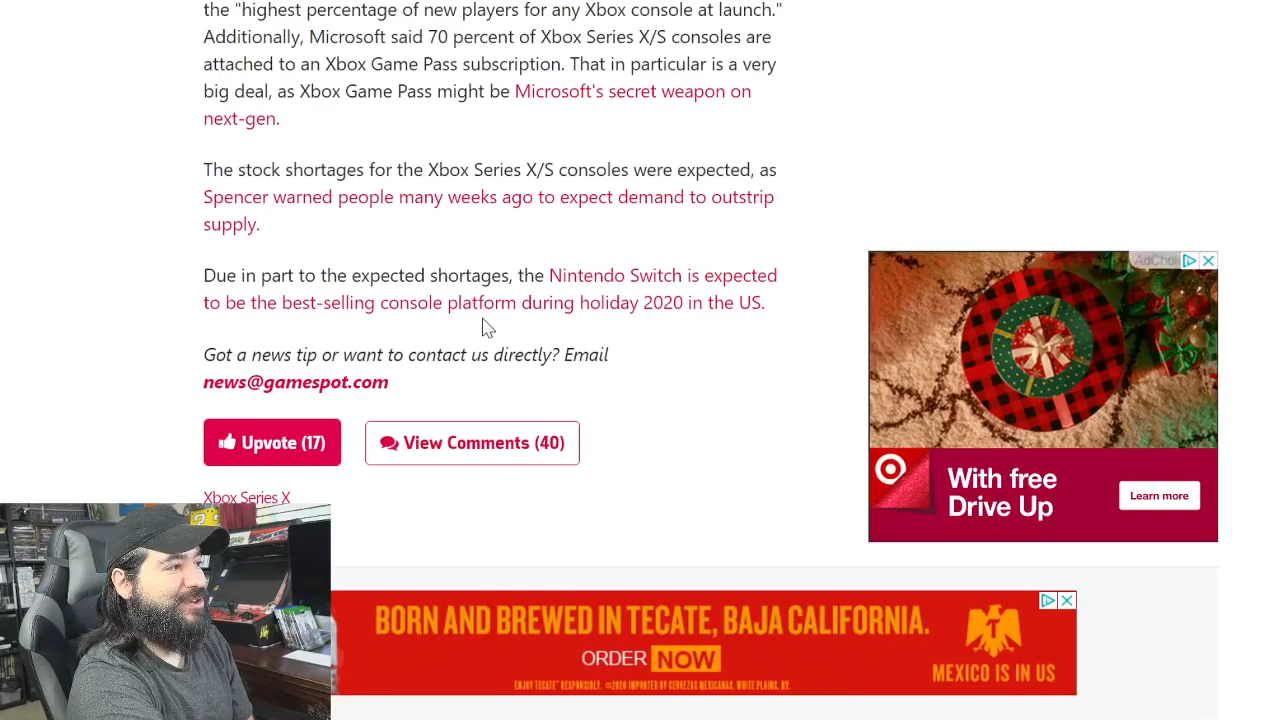 the "highest percentage of new players for any Xbox console at launch."
Additionally, Microsoft said 70 percent of Xbox Series X/S consoles are
attached to an Xbox Game Pass subscription. That in particular is a very
big deal, as Xbox Game Pass might be Microsoft's secret weapon on
next-gen.
The stock shortages for the Xbox Series X/S consoles were expected, as
Spencer warned people many weeks ago to expect demand to outstrip
supply.
Due in part to the expected shortages, the Nintendo Switch is expected
to be the best-selling console platform during holiday 2020 in the US.
Got a news tip or want to contact us directly? Email
news@gamespot.com
Upvote (17)
View Comments (40)
Xbox Series X
With free
Drive Up
Learn more
BORN AND BREWED IN TECATE, BAJA CALIFORNIA.
ORDER NOW
ENJOY TECATE RESPONSIBLY. ©2020 IMPORTED BY CERVEZAS MEXICANAS, WHITE PLAINS, NY.
T
MEXICO IS IN US